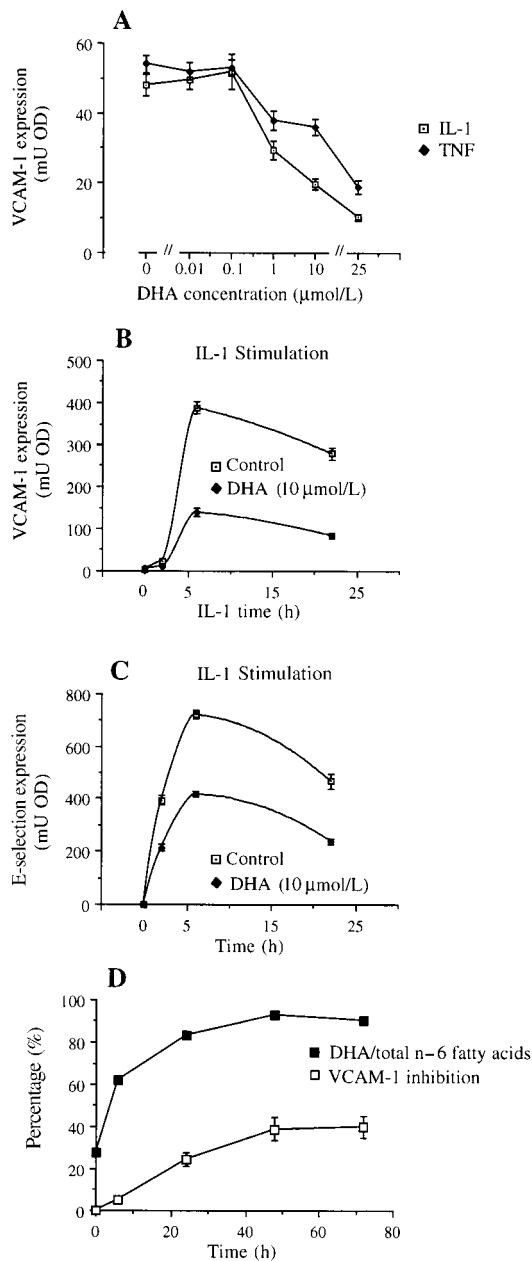 A
VCAM-1 expression
(mU OD)
60
40
20
0
0 // 0.01 0.1 1 10 // 25
DHA concentration (μmol/L)
IL-1
TNF
B
IL-1 Stimulation
VCAM-1 expression
(mU OD)
500
400
300
200
100
0
Control
DHA (10 μmol/L)
0 5 15 25
IL-1 time (h)
C
IL-1 Stimulation
E-selection expression
(mU OD)
800
600
400
200
0
Control
DHA (10 μmol/L)
0 5 15 25
Time (h)
D
Percentage (%)
100
80
60
40
20
0
DHA/total n−6 fatty acids
VCAM-1 inhibition
0 20 40 60 80
Time (h)